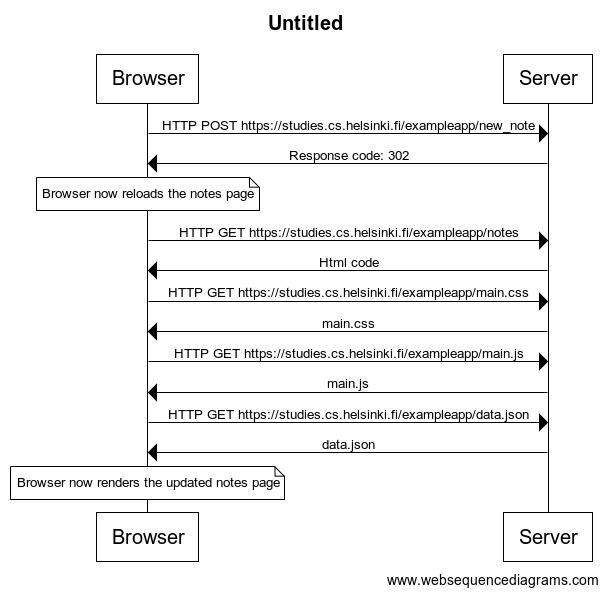 Untitled
Browser
Server
HTTP POST https://studies.cs.helsinki.fi/exampleapp/new_note
Response code: 302
Browser now reloads the notes page
HTTP GET https://studies.cs.helsinki.fi/exampleapp/notes
Html code
HTTP GET https://studies.cs.helsinki.fi/exampleapp/main.css
main.css
HTTP GET https://studies.cs.helsinki.fi/exampleapp/main.js
main.js
HTTP GET https://studies.cs.helsinki.fi/exampleapp/data.json
data.json
Browser now renders the updated notes page
Browser
Server
www.websequencediagrams.com